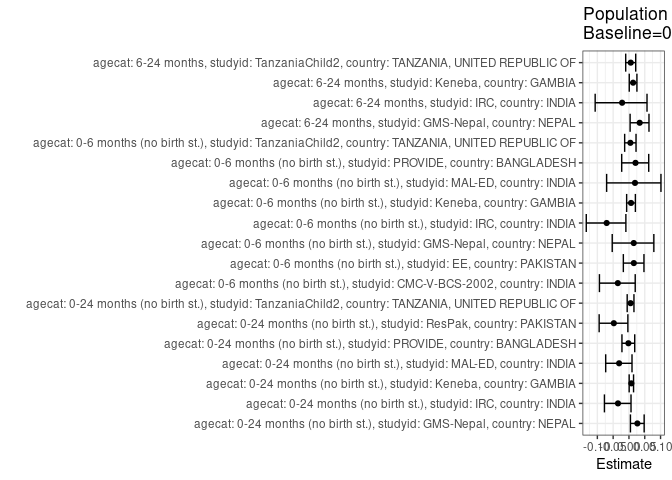 Population
Baseline=0
agecat: 6-24 months, studyid: TanzaniaChild2, country: TANZANIA, UNITED REPUBLIC OF
agecat: 6-24 months, studyid: Keneba, country: GAMBIA
agecat: 6-24 months, studyid: IRC, country: INDIA
agecat: 6-24 months, studyid: GMS-Nepal, country: NEPAL
agecat: 0-6 months (no birth st.), studyid: TanzaniaChild2, country: TANZANIA, UNITED REPUBLIC OF
agecat: 0-6 months (no birth st.), studyid: PROVIDE, country: BANGLADESH
agecat: 0-6 months (no birth st.), studyid: MAL-ED, country: INDIA
agecat: 0-6 months (no birth st.), studyid: Keneba, country: GAMBIA
agecat: 0-6 months (no birth st.), studyid: IRC, country: INDIA
agecat: 0-6 months (no birth st.), studyid: GMS-Nepal, country: NEPAL
agecat: 0-6 months (no birth st.), studyid: EE, country: PAKISTAN
agecat: 0-6 months (no birth st.), studyid: CMC-V-BCS-2002, country: INDIA
agecat: 0-24 months (no birth st.), studyid: TanzaniaChild2, country: TANZANIA, UNITED REPUBLIC OF
agecat: 0-24 months (no birth st.), studyid: ResPak, country: PAKISTAN
agecat: 0-24 months (no birth st.), studyid: PROVIDE, country: BANGLADESH
agecat: 0-24 months (no birth st.), studyid: MAL-ED, country: INDIA
agecat: 0-24 months (no birth st.), studyid: Keneba, country: GAMBIA
agecat: 0-24 months (no birth st.), studyid: IRC, country: INDIA
agecat: 0-24 months (no birth st.), studyid: GMS-Nepal, country: NEPAL
-0.10 -0.05 0.00 0.05 0.10
Estimate